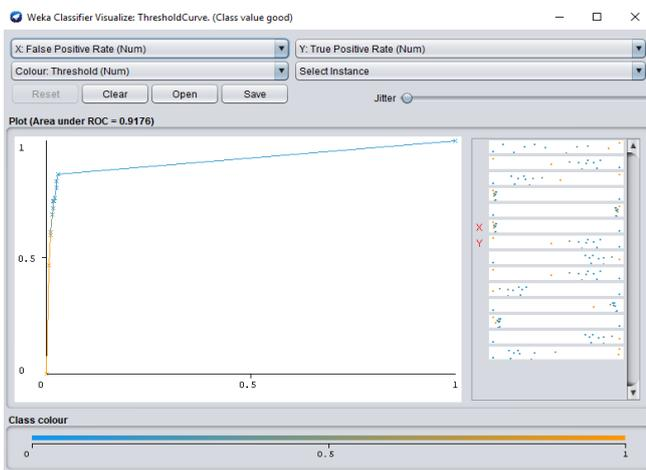 Weka Classifier Visualize: ThresholdCurve. (Class value good)
X: False Positive Rate (Num)
Y: True Positive Rate (Num)
Colour: Threshold (Num)
Select Instance
Reset
Clear
Open
Save
Jitter
Plot (Area under ROC = 0.9176)
1
0.5
0
0
0.5
1
X
Y
Class colour
0
0.5
1